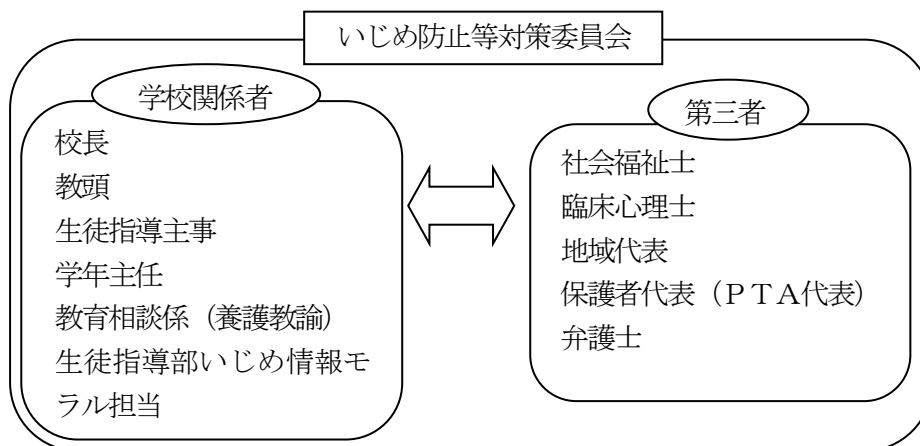 いじめ防止等対策委員会
学校関係者
校長
教頭
生徒指導主事
学年主任
教育相談係（養護教諭）
生徒指導部いじめ情報モ
ラル担当
第三者
社会福祉士
臨床心理士
地域代表
保護者代表（ＰＴＡ代表）
弁護士